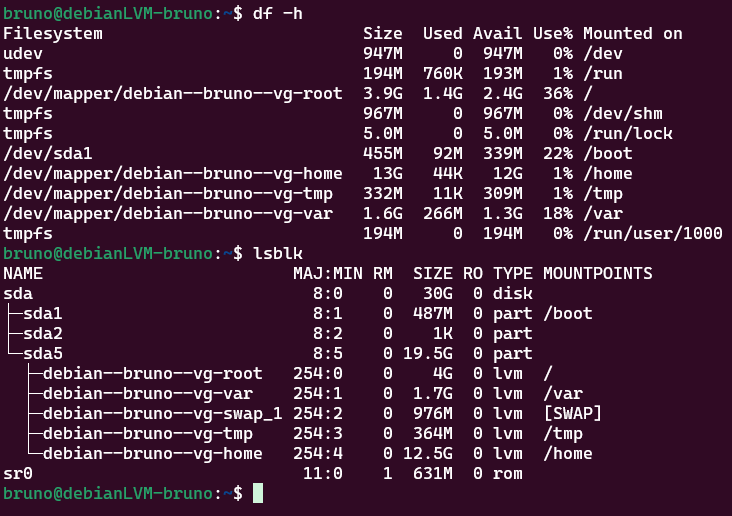 bruno@debianLVM-bruno:~$ df -h
Filesystem                           Size  Used Avail Use% Mounted on
udev                                 947M     0  947M   0% /dev
tmpfs                                194M  760K  193M   1% /run
/dev/mapper/debian--bruno--vg-root   3.9G  1.4G  2.4G  36% /
tmpfs                                967M     0  967M   0% /dev/shm
tmpfs                                5.0M     0  5.0M   0% /run/lock
/dev/sda1                            455M   92M  339M  22% /boot
/dev/mapper/debian--bruno--vg-home    13G   44K   12G   1% /home
/dev/mapper/debian--bruno--vg-tmp    332M   11K  309M   1% /tmp
/dev/mapper/debian--bruno--vg-var    1.6G  266M  1.3G  18% /var
tmpfs                                194M     0  194M   0% /run/user/1000
bruno@debianLVM-bruno:~$ lsblk
NAME                         MAJ:MIN RM  SIZE RO TYPE MOUNTPOINTS
sda                            8:0    0   30G  0 disk
├─sda1                         8:1    0  487M  0 part /boot
├─sda2                         8:2    0    1K  0 part
└─sda5                         8:5    0 19.5G  0 part
  ├─debian--bruno--vg-root   254:0    0    4G  0 lvm  /
  ├─debian--bruno--vg-var    254:1    0  1.7G  0 lvm  /var
  ├─debian--bruno--vg-swap_1 254:2    0  976M  0 lvm  [SWAP]
  ├─debian--bruno--vg-tmp    254:3    0  364M  0 lvm  /tmp
  └─debian--bruno--vg-home   254:4    0 12.5G  0 lvm  /home
sr0                           11:0    1  631M  0 rom
bruno@debianLVM-bruno:~$